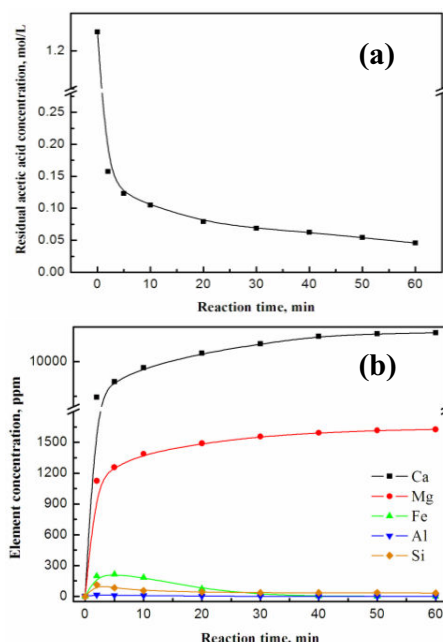 (a)
Residual acetic acid concentration, mol/L
1.2
0.25
0.20
0.15
0.10
0.05
0.00
0 10 20 30 40 50 60
Reaction time, min
(b)
Element concentration, ppm
10000
1500
1200
900
600
300
0
Ca
Mg
Fe
Al
Si
0 10 20 30 40 50 60
Reaction time, min